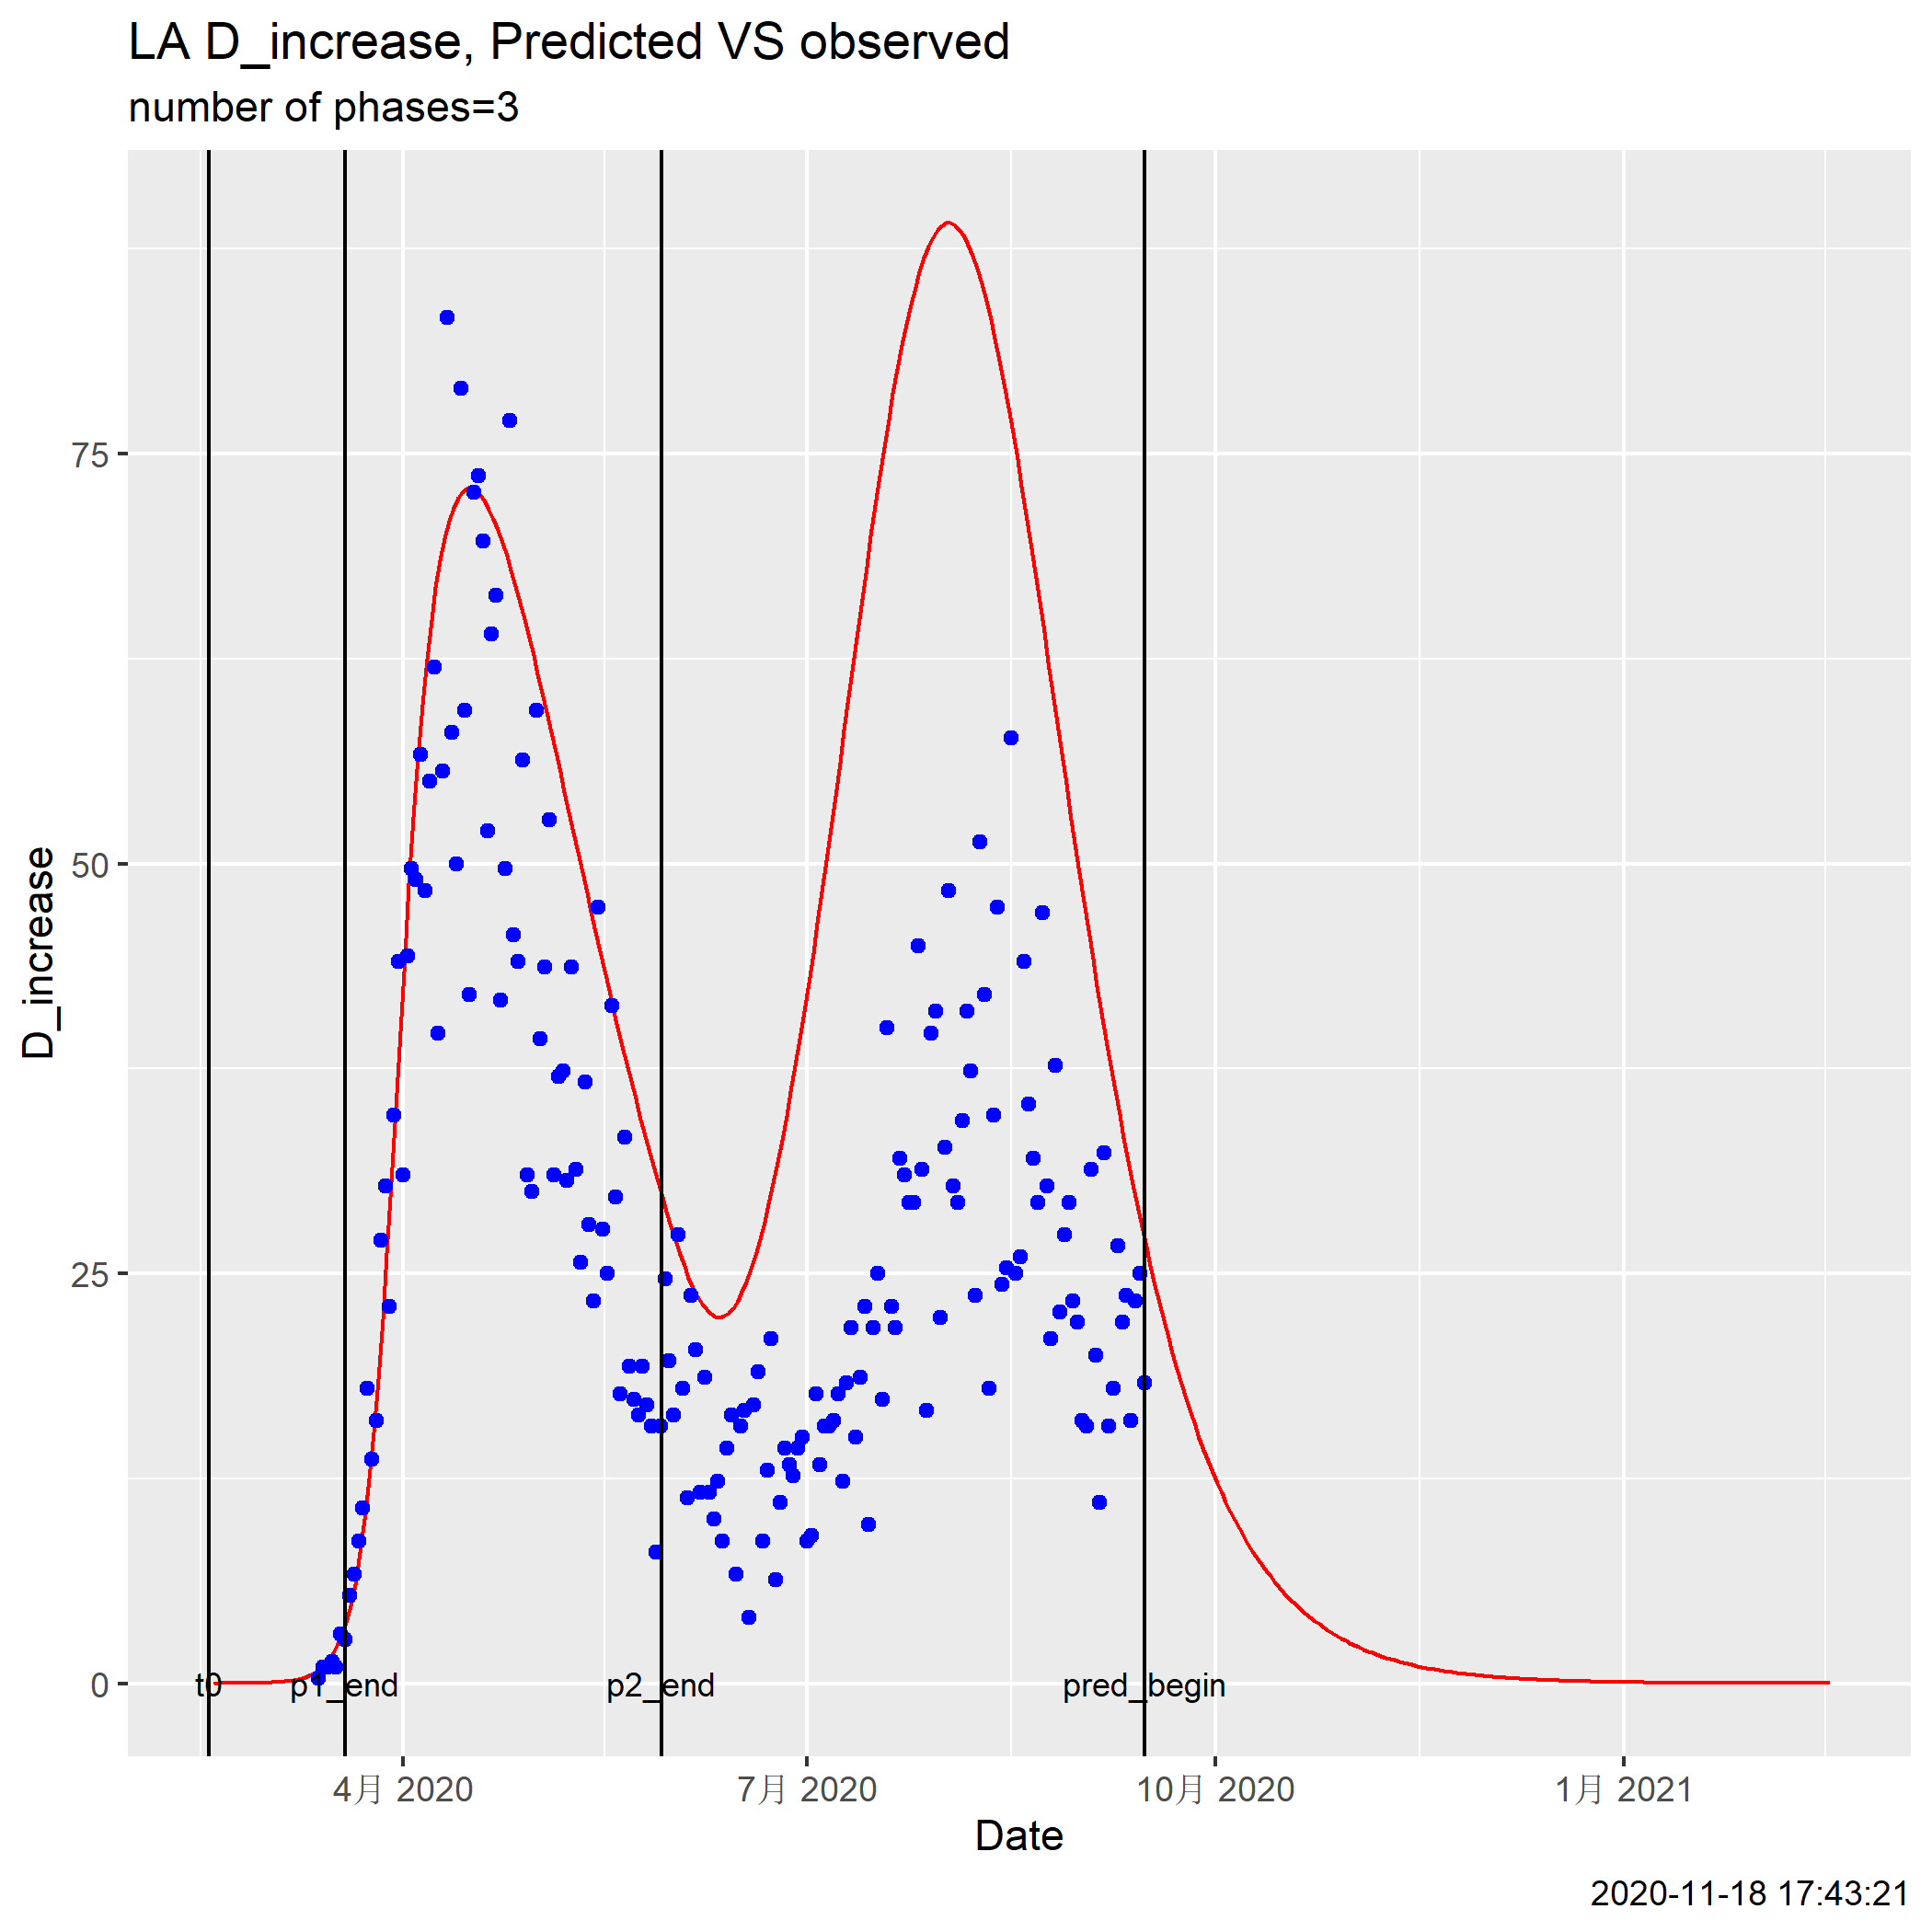 LA D_increase, Predicted VS observed
number of phases=3
D_increase
75
50
25
0
t0
p1_end
p2_end
pred_begin
4月 2020
7月 2020
10月 2020
1月 2021
Date
2020-11-18 17:43:21